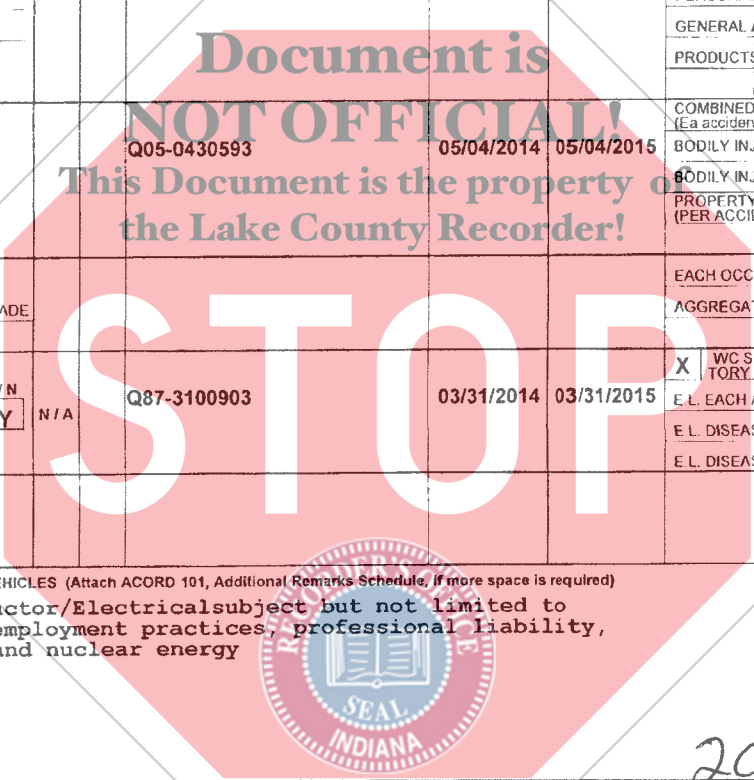 GENERAL
PRODUCTS
Document is
NOT OFFICIAL!
This Document is the property of
the Lake County Recorder!
COMBINED
(Ea acciden
Q05-0430593 05/04/2014 05/04/2015 BODILY INJ
BODILY INJ
PROPERTY
(PER ACCI
EACH OCC
ADE AGGREGAT
STOP
X WC S
TORY
/ N
Y N / A Q87-3100903 03/31/2014 03/31/2015 E.L. EACH
E.L. DISEAS
E.L. DISEAS
EHICLES (Attach ACORD 101, Additional Remarks Schedule, if more space is required)
actor/Electricalsubject but not limited to
employment practices, professional liability,
and nuclear energy
RECORDER'S OFFICE
SEAL
INDIANA
20